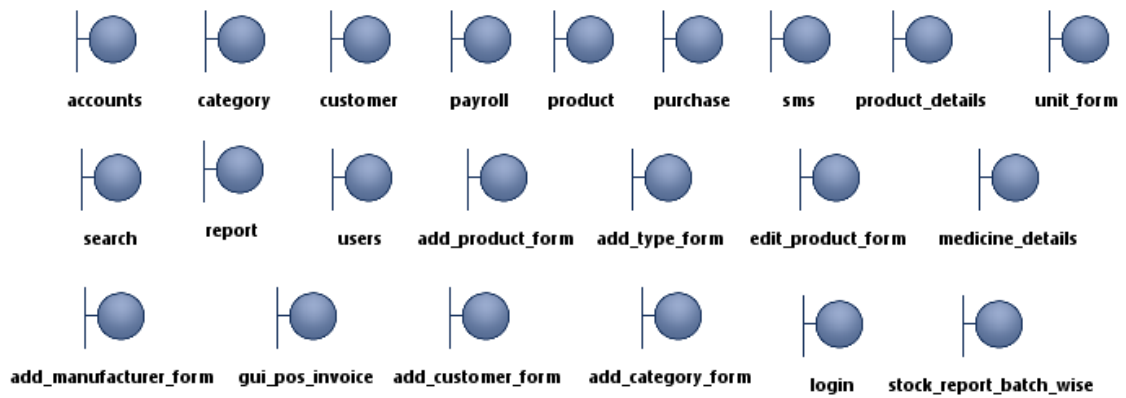 accounts category customer payroll product purchase sms product_details unit_form
search report users add_product_form add_type_form edit_product_form medicine_details
add_manufacturer_form gui_pos_invoice add_customer_form add_category_form login stock_report_batch_wise